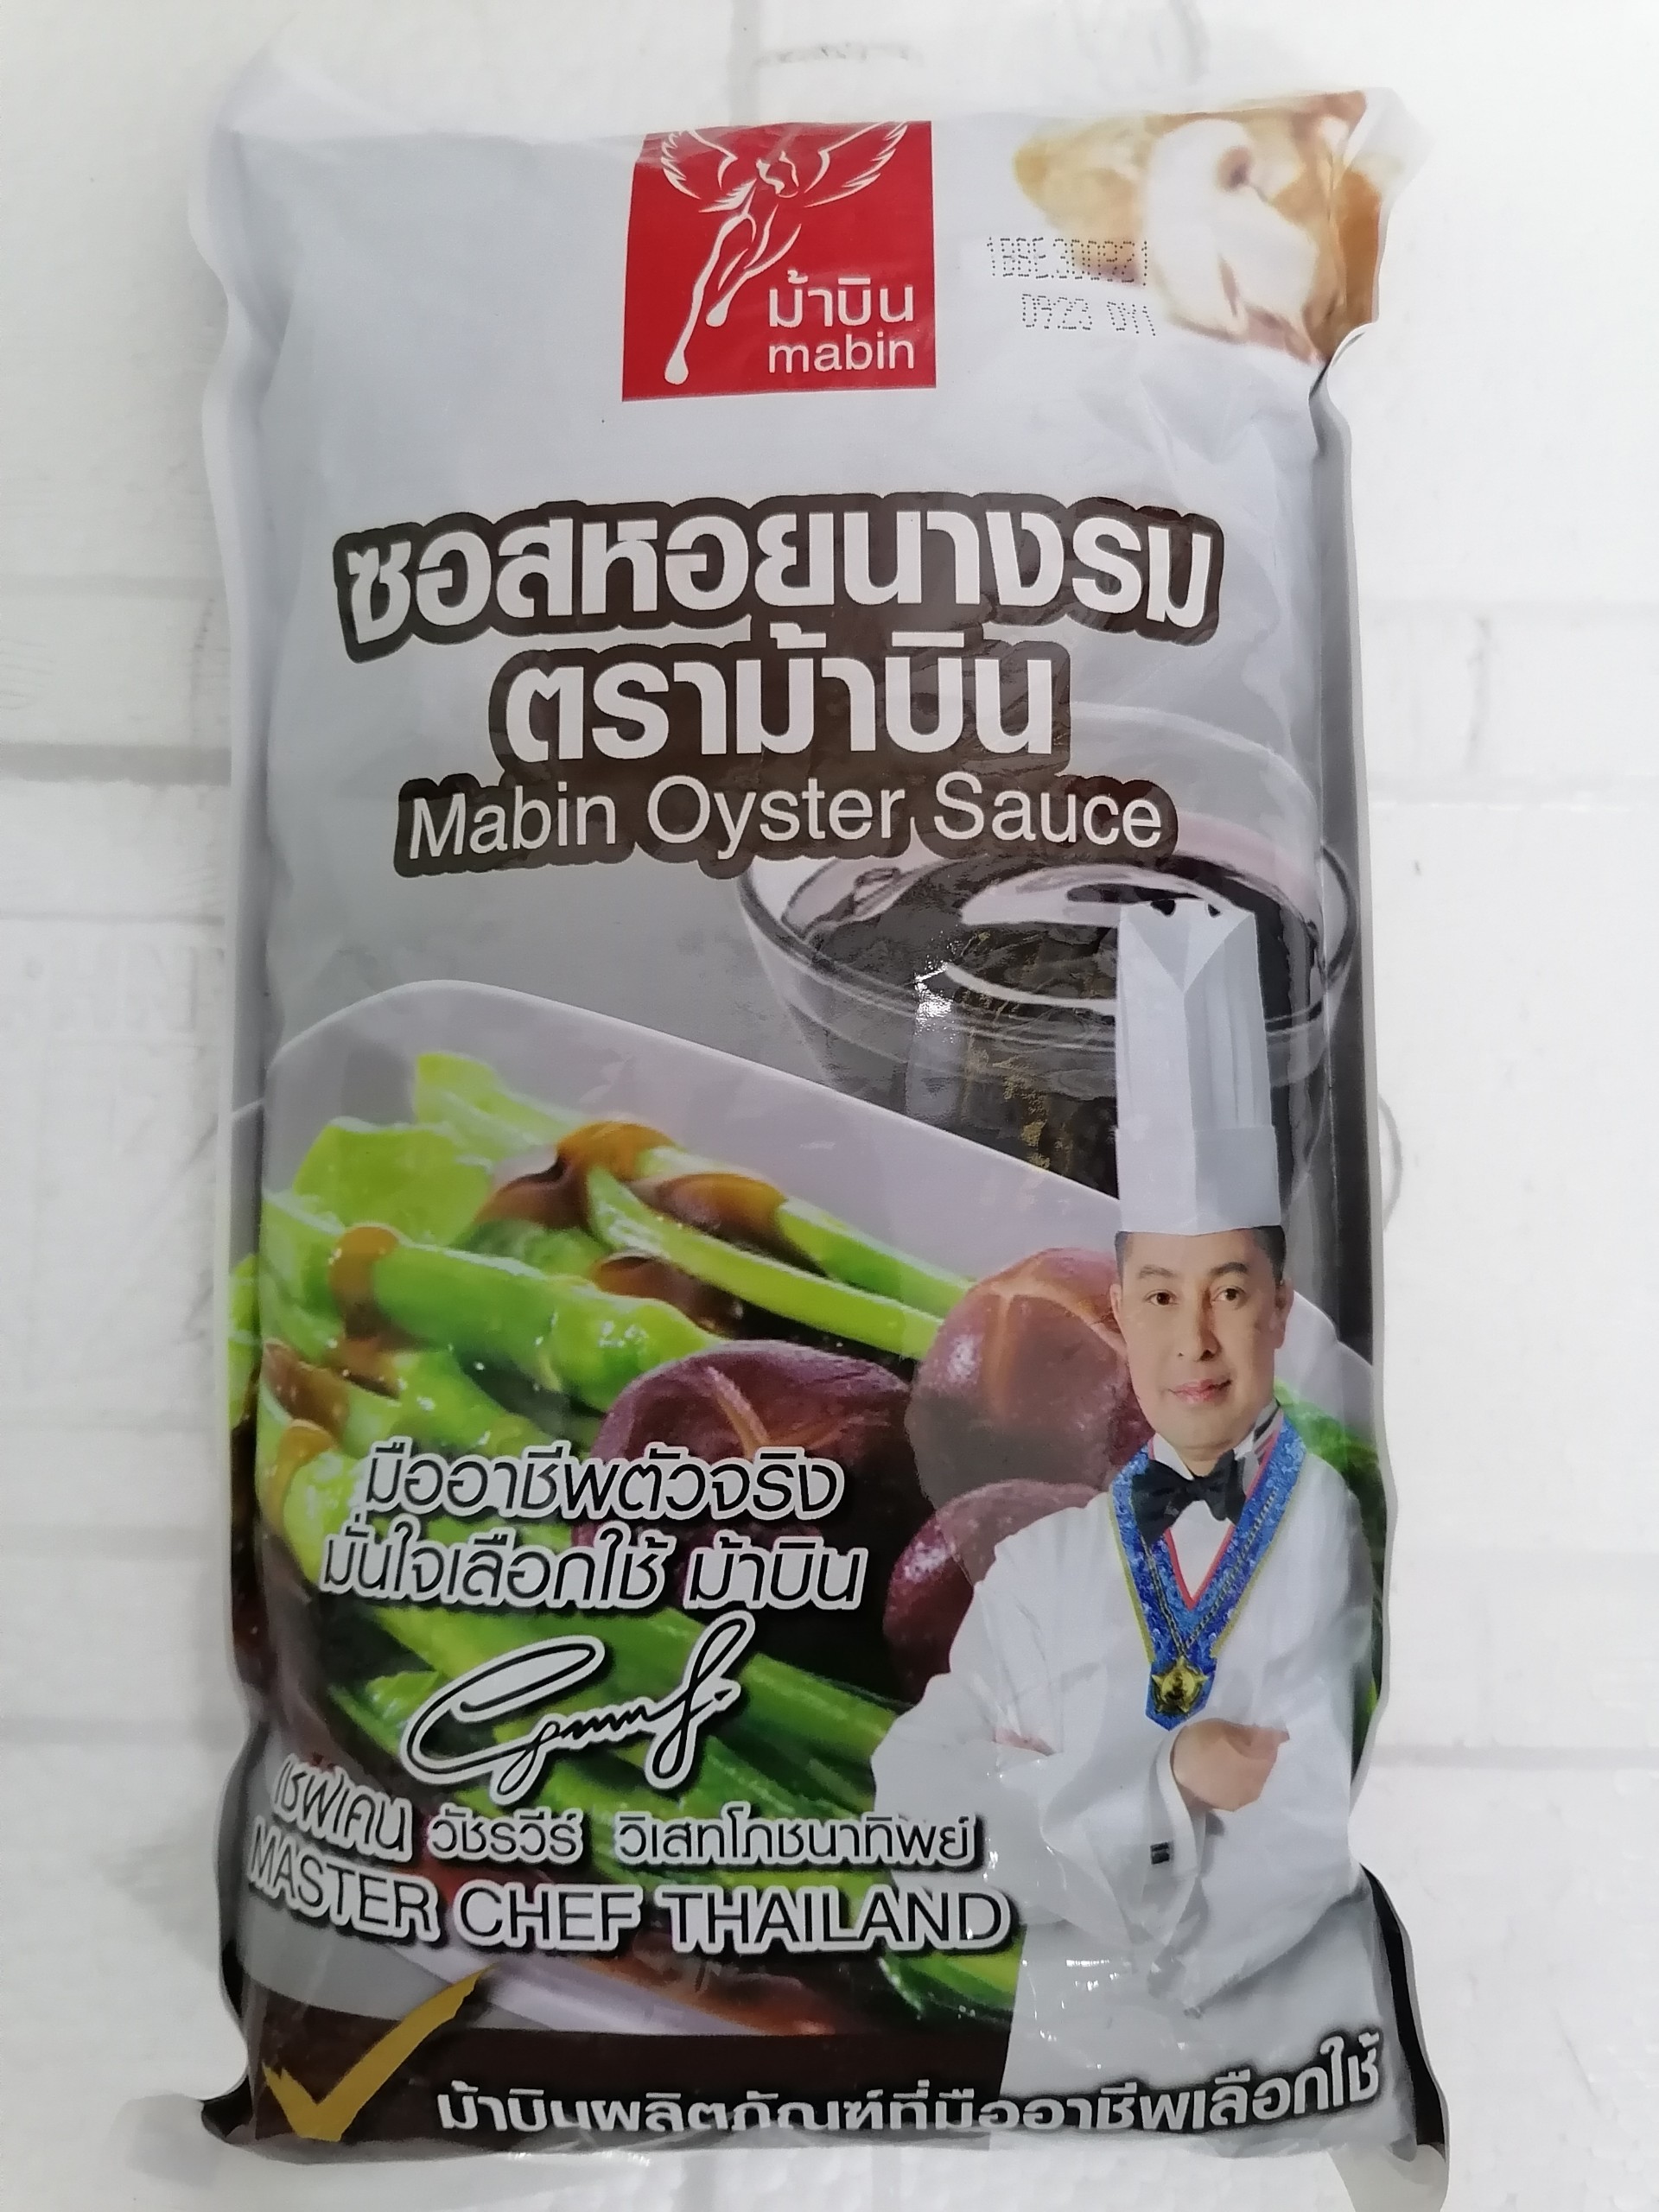 ม้าบิน
mabin
1BBE300921
0923
ซอสหอยนางรม
ตราม้าบิน
Mabin Oyster Sauce
มืออาชีพตัวจริง
มั่นใจเลือกใช้ ม้าบิน
เชฟเคน วัชรวีร์ วิเสทโภชนาทิพย์
MASTER CHEF THAILAND
ม้าบินผลิตภัณฑ์ที่มืออาชีพเลือกใช้